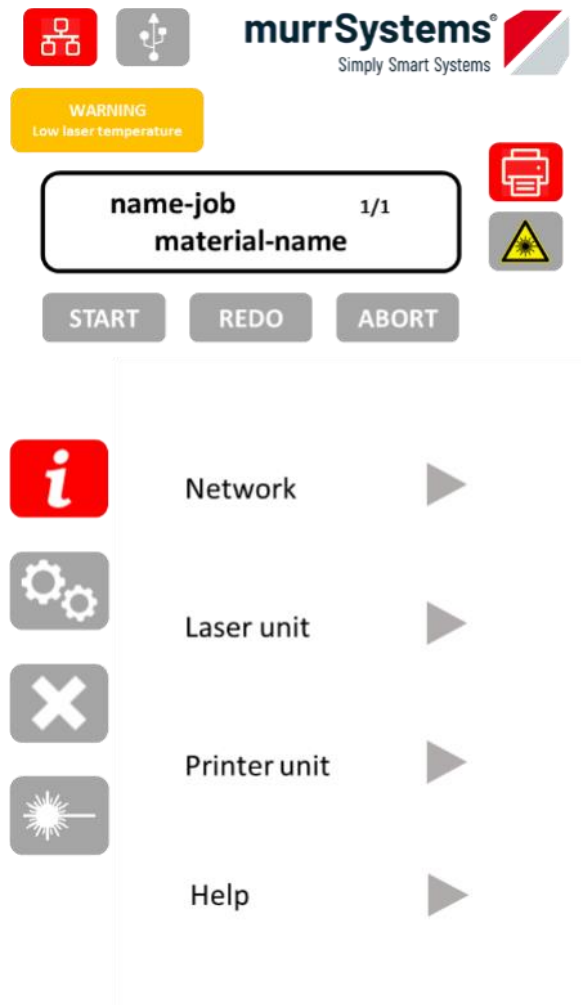 murrSystems®
Simply Smart Systems
WARNING
Low laser temperature
name-job 1/1
material-name
START REDO ABORT
Network
Laser unit
Printer unit
Help